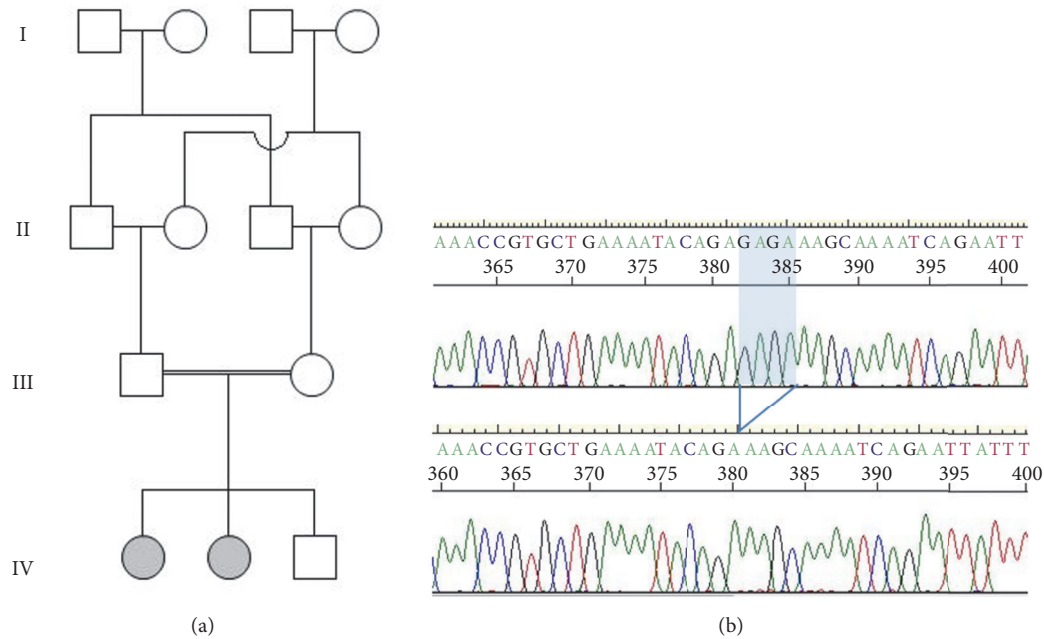 I
II
III
IV
(a)
AAACCGTGCTGAAAATACAGAGAGAAAGCAAAATCAGAATT
365 370 375 380 385 390 395 400
AAACCGTGCTGAAAATACAGAAAGCAAAATCAGAATTATTT
360 365 370 375 380 385 390 395 400
(b)